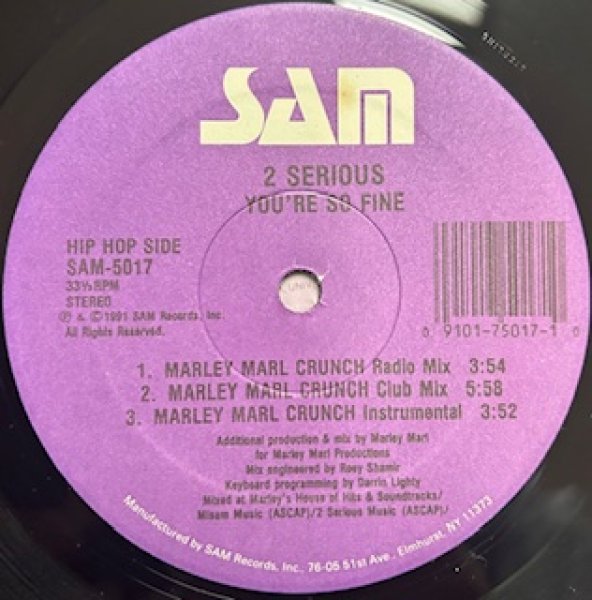 SAM
2 SERIOUS
YOU'RE SO FINE
HIP HOP SIDE
SAM-5017
33⅓ RPM
STEREO
℗ & ©1991 SAM Records, Inc.
All Rights Reserved.
0 9101-75017-1 0
1. MARLEY MARL CRUNCH Radio Mix 3:54
2. MARLEY MARL CRUNCH Club Mix 5:58
3. MARLEY MARL CRUNCH Instrumental 3:52
Additional production & mix by Marley Marl
for Marley Marl Productions
Mix engineered by Roey Shamir
Keyboard programming by Darrin Lighty
Mixed at Marley's House of Hits & Soundtracks/
Misam Music (ASCAP)/2 Serious Music (ASCAP)/
Manufactured by SAM Records, Inc., 76-05 51st Ave., Elmhurst, NY 11373